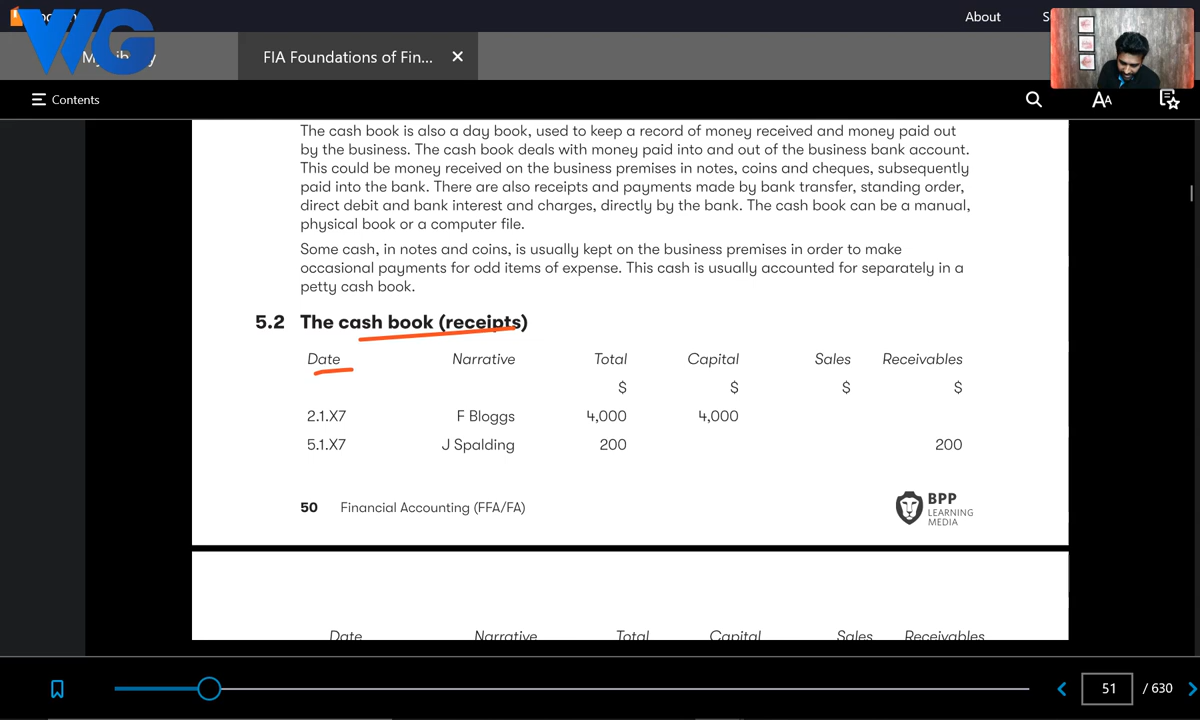 About
WG
FIA Foundations of Fin... ×
Contents
AA
The cash book is also a day book, used to keep a record of money received and money paid out
by the business. The cash book deals with money paid into and out of the business bank account.
This could be money received on the business premises in notes, coins and cheques, subsequently
paid into the bank. There are also receipts and payments made by bank transfer, standing order,
direct debit and bank interest and charges, directly by the bank. The cash book can be a manual,
physical book or a computer file.
Some cash, in notes and coins, is usually kept on the business premises in order to make
occasional payments for odd items of expense. This cash is usually accounted for separately in a
petty cash book.
5.2 The cash book (receipts)
Date Narrative Total Capital Sales Receivables
$ $ $ $
2.1.X7 F Bloggs 4,000 4,000
5.1.X7 J Spalding 200 200
50 Financial Accounting (FFA/FA)
BPP
LEARNING
MEDIA
Date Narrative Total Capital Sales Receivables
51 / 630